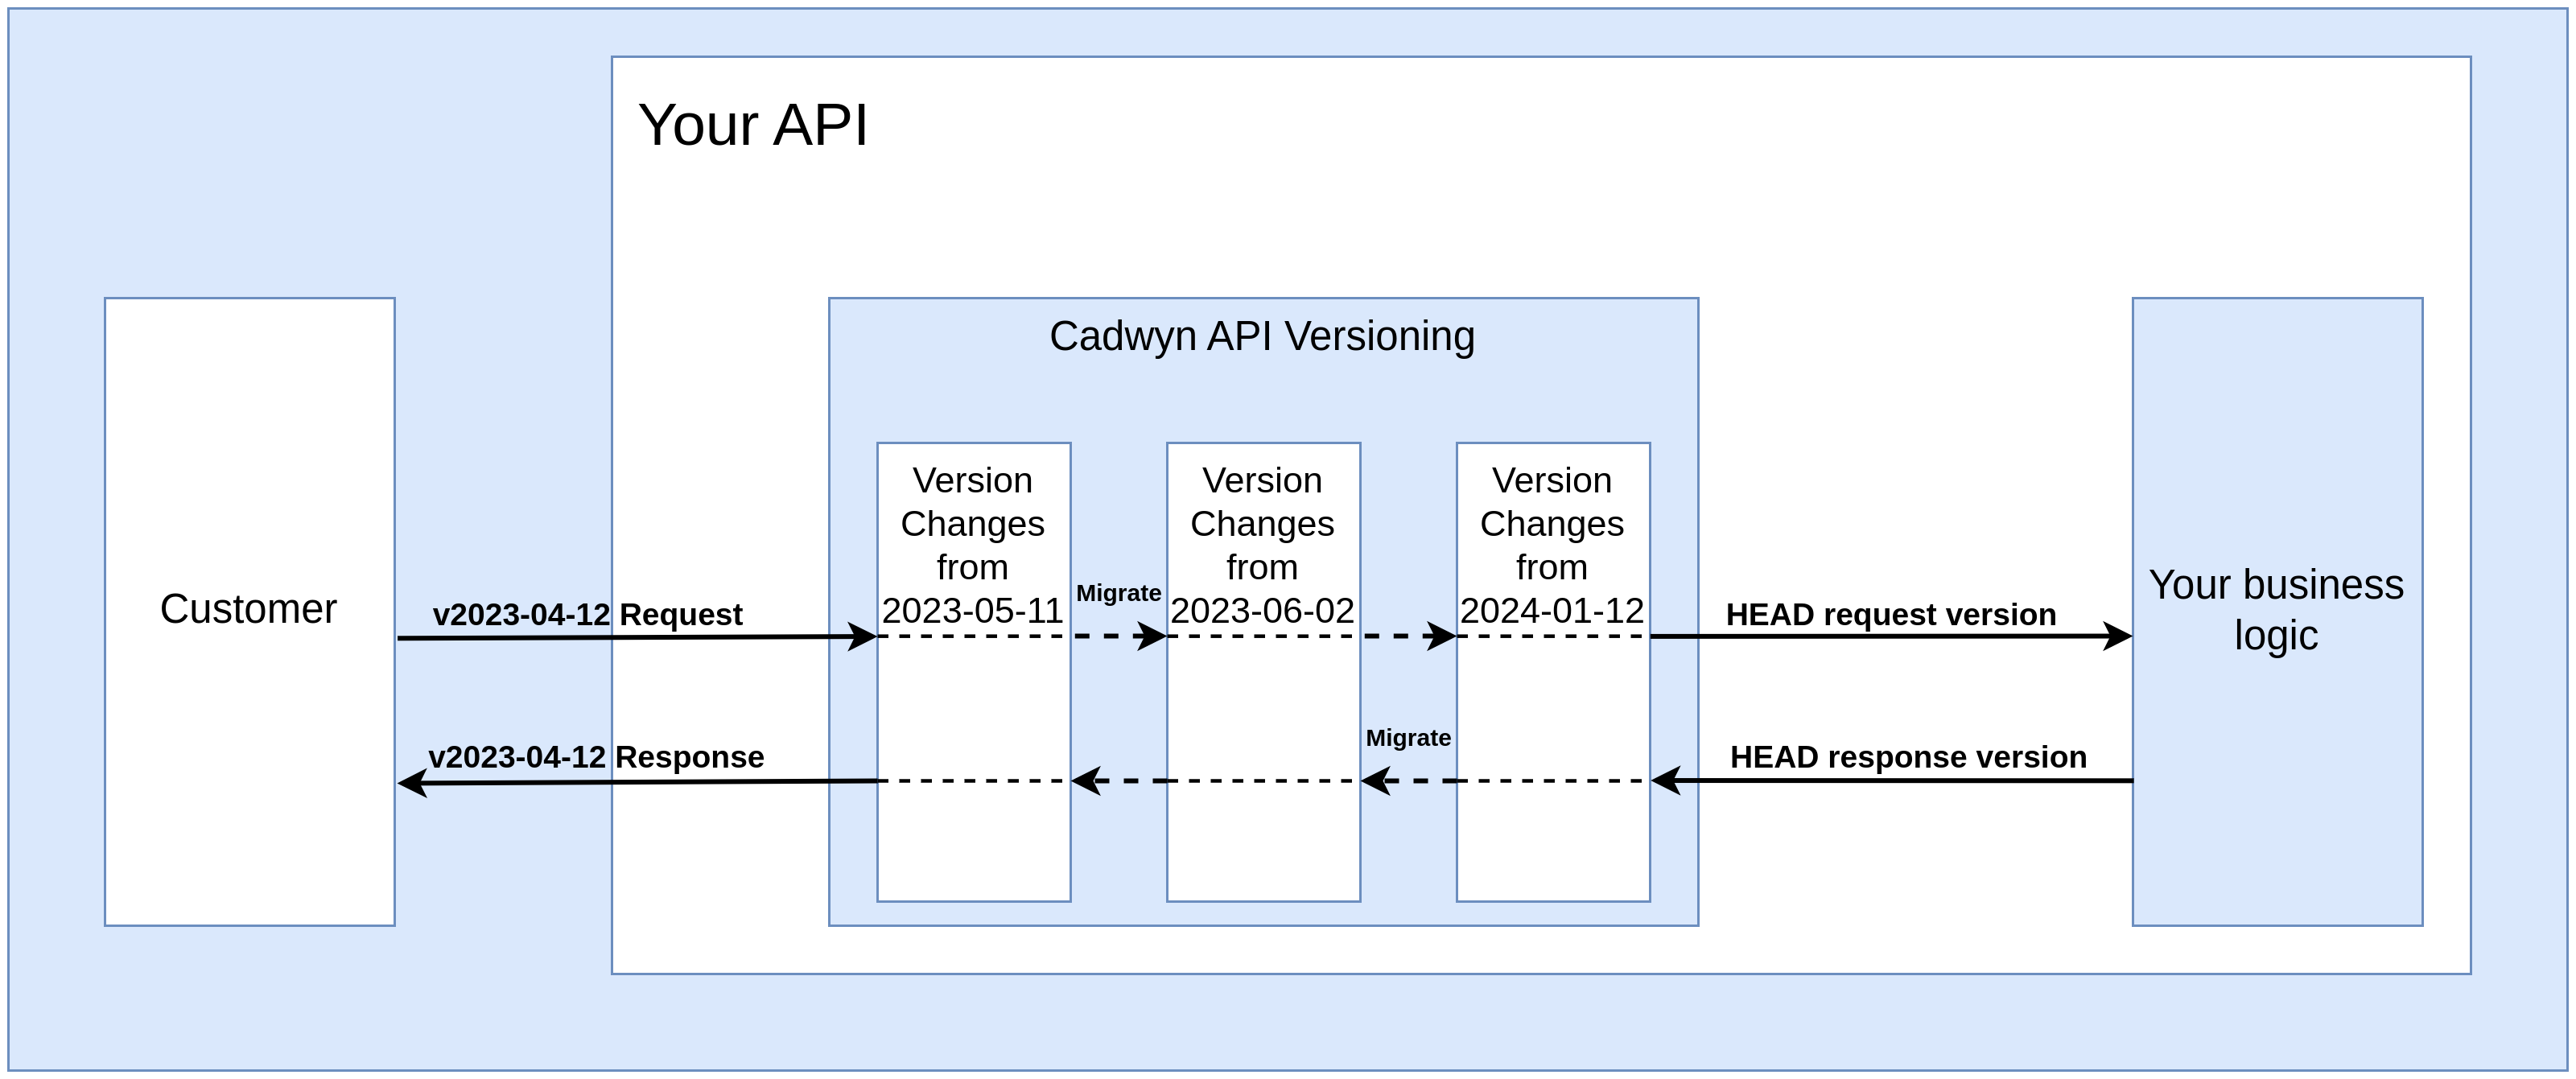 Your API
Cadwyn API Versioning
Customer
v2023-04-12 Request
v2023-04-12 Response
Version
Changes
from
2023-05-11
Migrate
Version
Changes
from
2023-06-02
Migrate
Version
Changes
from
2024-01-12
HEAD request version
HEAD response version
Your business
logic